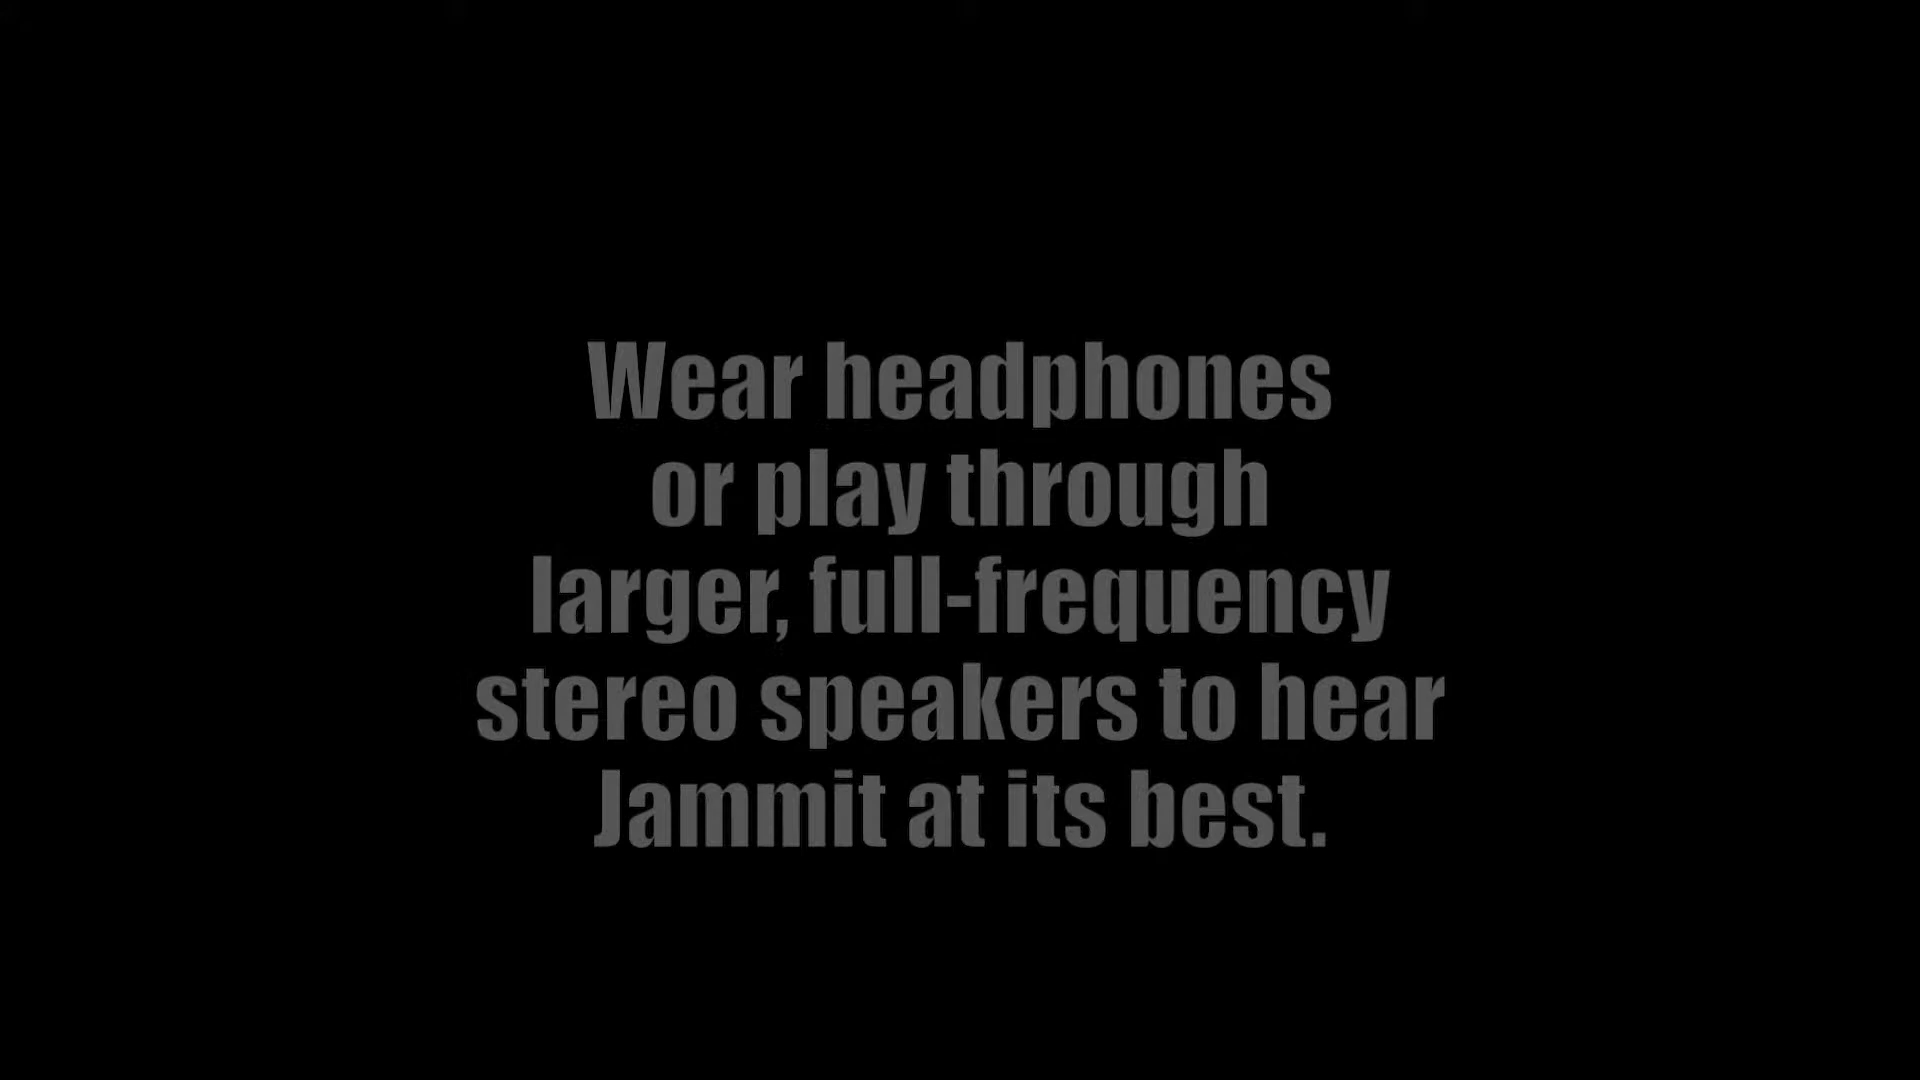 Wear headphones
or play through
larger, full-frequency
stereo speakers to hear
Jammit at its best.